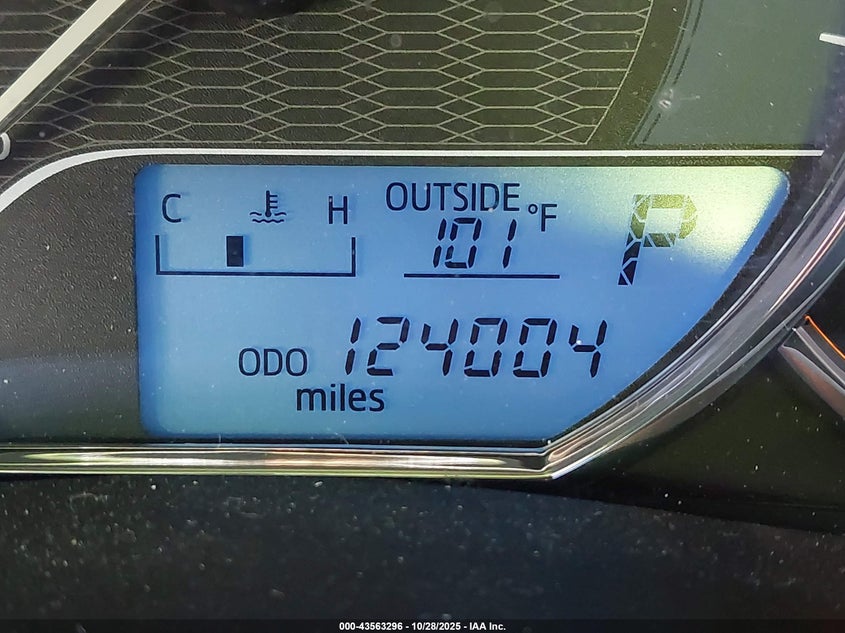 C H OUTSIDE °F
101
P
ODO 124004
miles
000-43563296 - 10/28/2025 - IAA Inc.